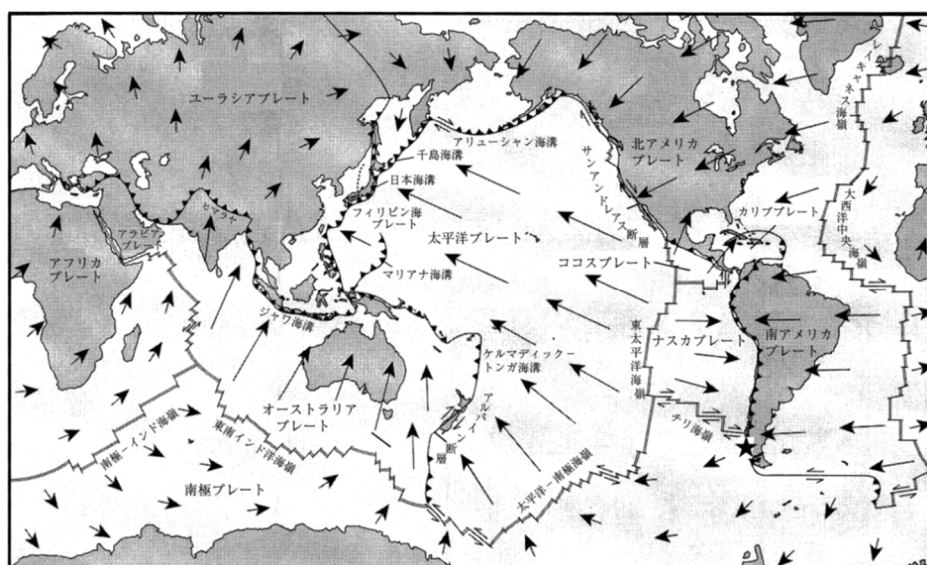 ユーラシアプレート
レイキャネス海嶺
アリューシャン海溝
千島海溝
日本海溝
サンアンドレアス断層
北アメリカ
プレート
ヒマラヤ
フィリピン海
プレート
アラビア
プレート
アフリカ
プレート
太平洋プレート
カリブプレート
大西洋中央海嶺
マリアナ海溝
ココスプレート
ジャワ海溝
ケルマディック－
トンガ海溝
東太平洋海嶺
ナスカプレート
南アメリカ
プレート
オーストラリア
プレート
アルパイン断層
チリ海嶺
南極－インド海嶺
東南インド洋海嶺
南極プレート
太平洋－南極海嶺